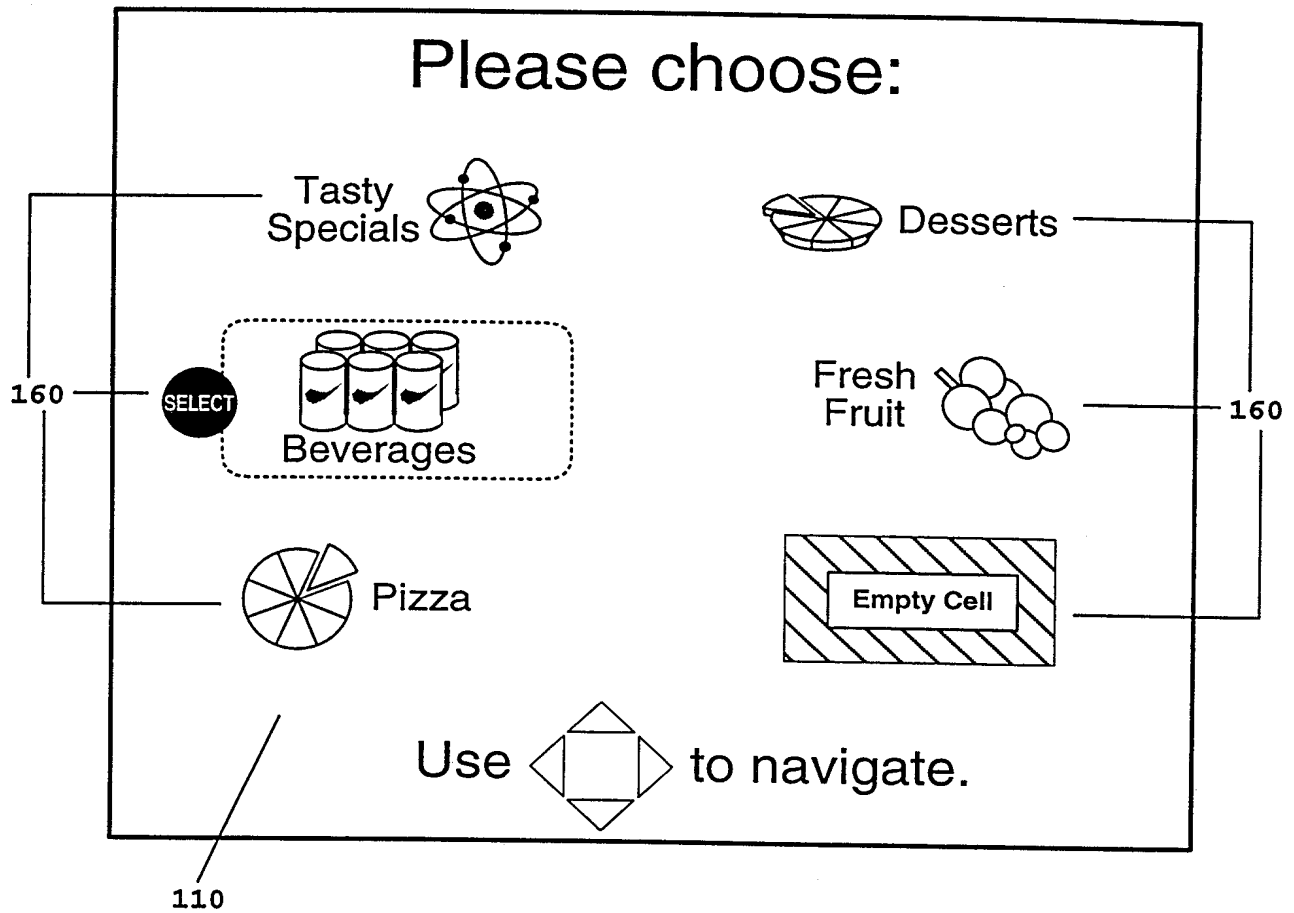 Please choose:
Tasty
Specials
Desserts
160
SELECT
Beverages
Fresh
Fruit
160
Pizza
Empty Cell
Use to navigate.
110